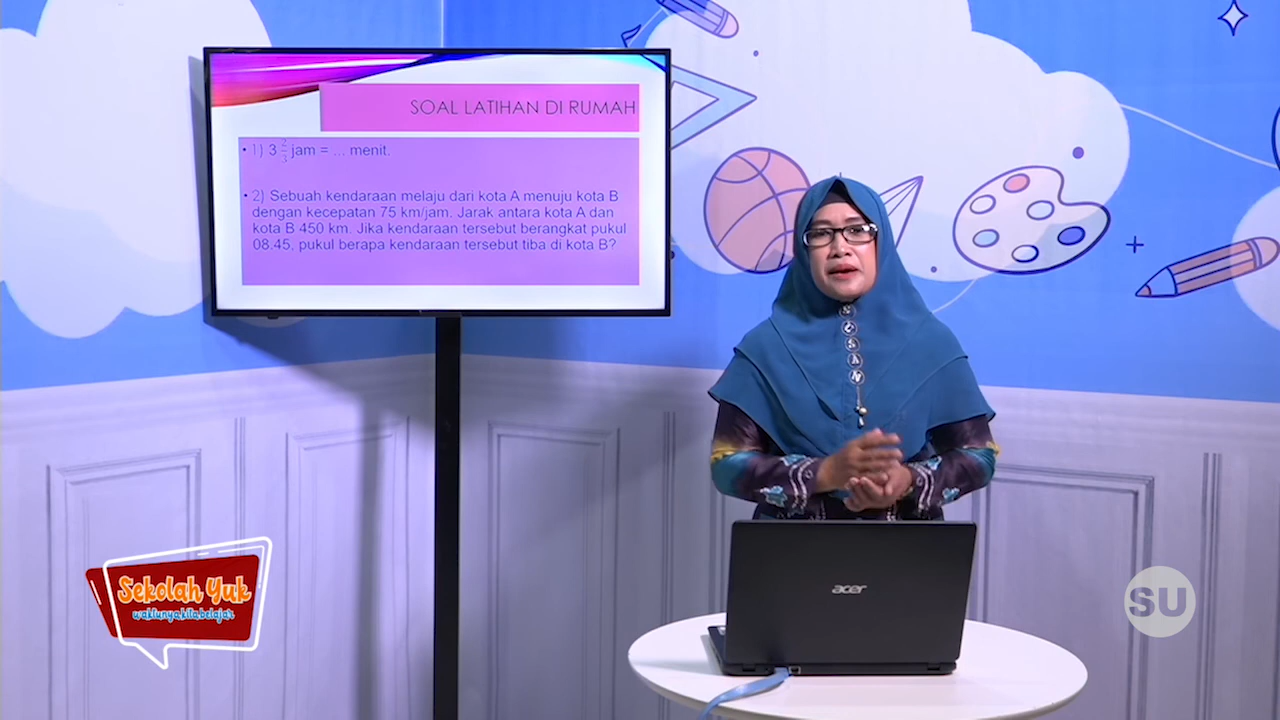 SOAL LATIHAN DI RUMAH
• 1) 3 2/3 jam = ... menit.
• 2) Sebuah kendaraan melaju dari kota A menuju kota B
dengan kecepatan 75 km/jam. Jarak antara kota A dan
kota B 450 km. Jika kendaraan tersebut berangkat pukul
08.45, pukul berapa kendaraan tersebut tiba di kota B?
Sekolah Yuk
waktunya kita belajar
acer
SU